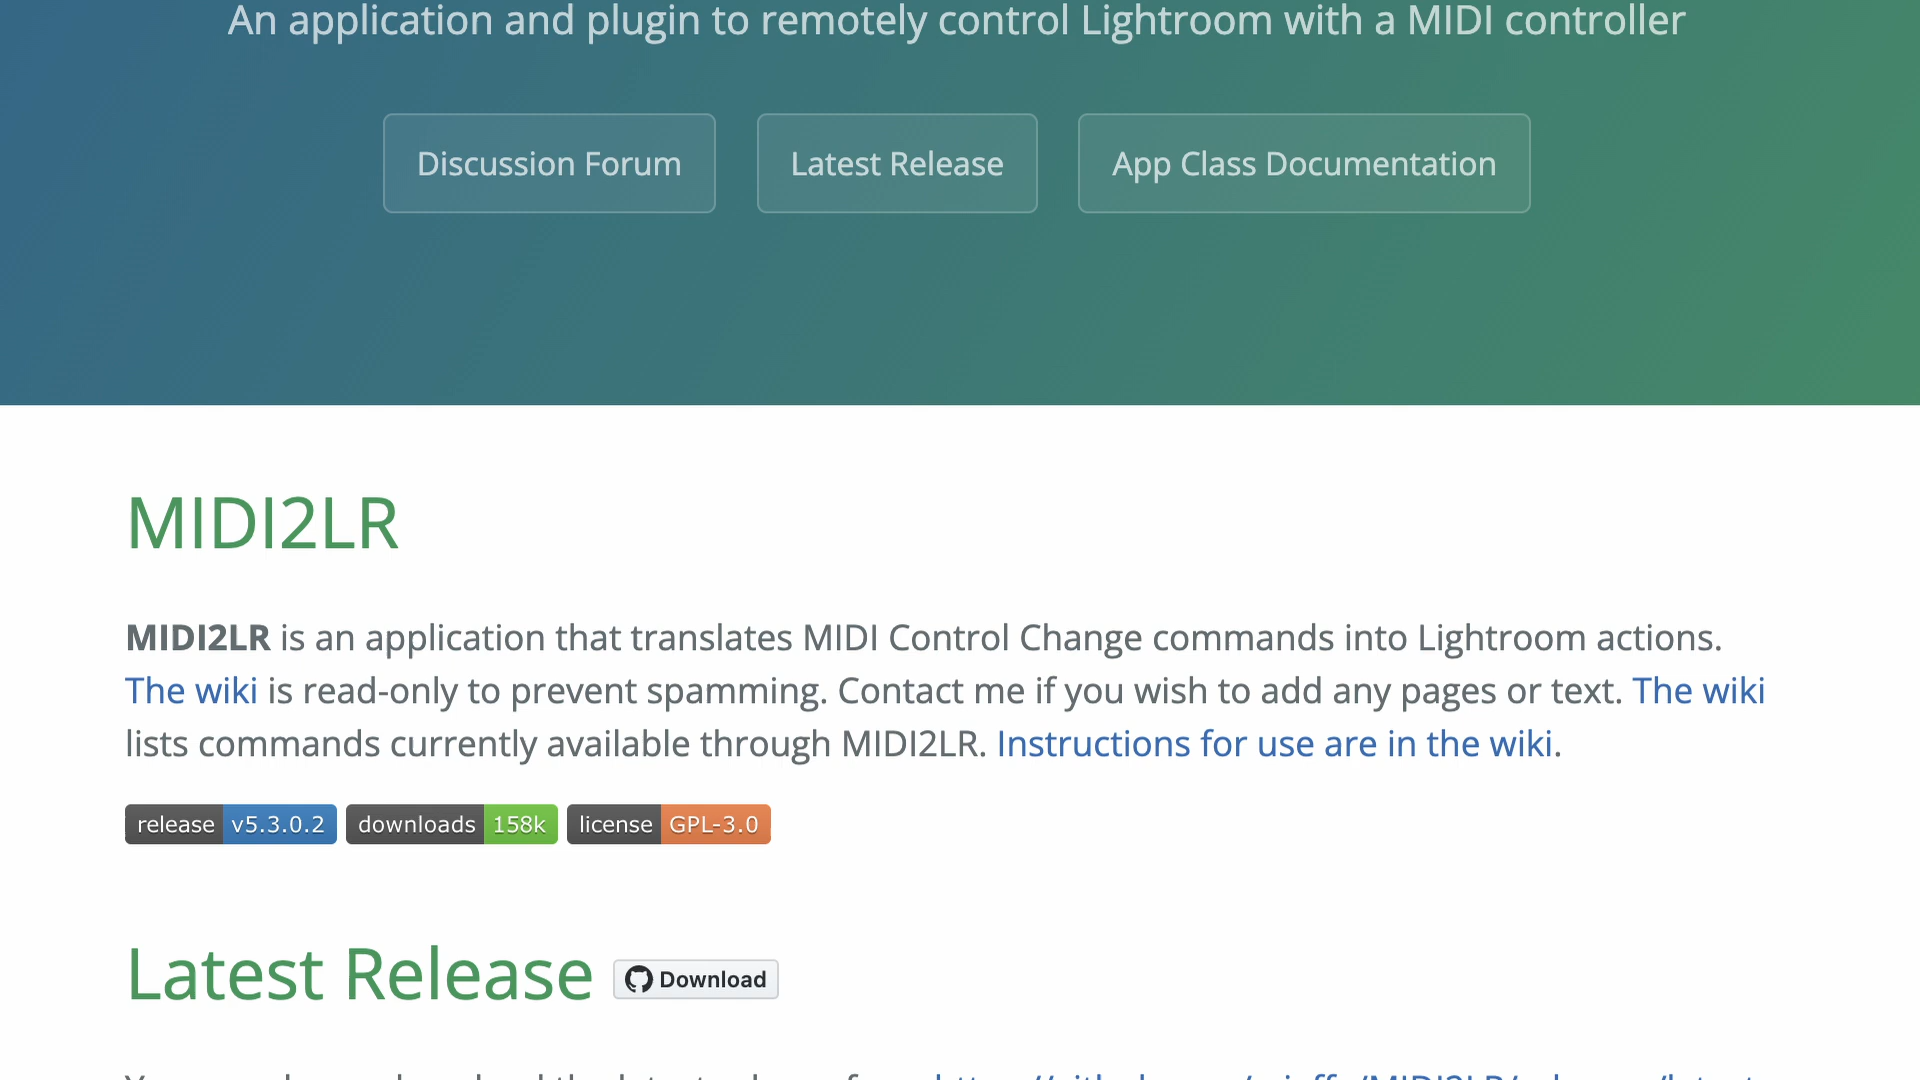 An application and plugin to remotely control Lightroom with a MIDI controller
Discussion Forum
Latest Release
App Class Documentation
MIDI2LR
MIDI2LR is an application that translates MIDI Control Change commands into Lightroom actions.
The wiki is read-only to prevent spamming. Contact me if you wish to add any pages or text. The wiki
lists commands currently available through MIDI2LR. Instructions for use are in the wiki.
release v5.3.0.2 downloads 158k license GPL-3.0
Latest Release Download